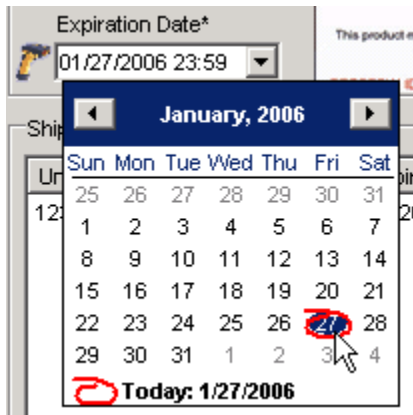 Expiration Date*
This product
01/27/2006 23:59
January, 2006
Sun Mon Tue Wed Thu Fri Sat
25 26 27 28 29 30 31
1 2 3 4 5 6 7
8 9 10 11 12 13 14
15 16 17 18 19 20 21
22 23 24 25 26 27 28
29 30 31 1 2 3 4
Today: 1/27/2006